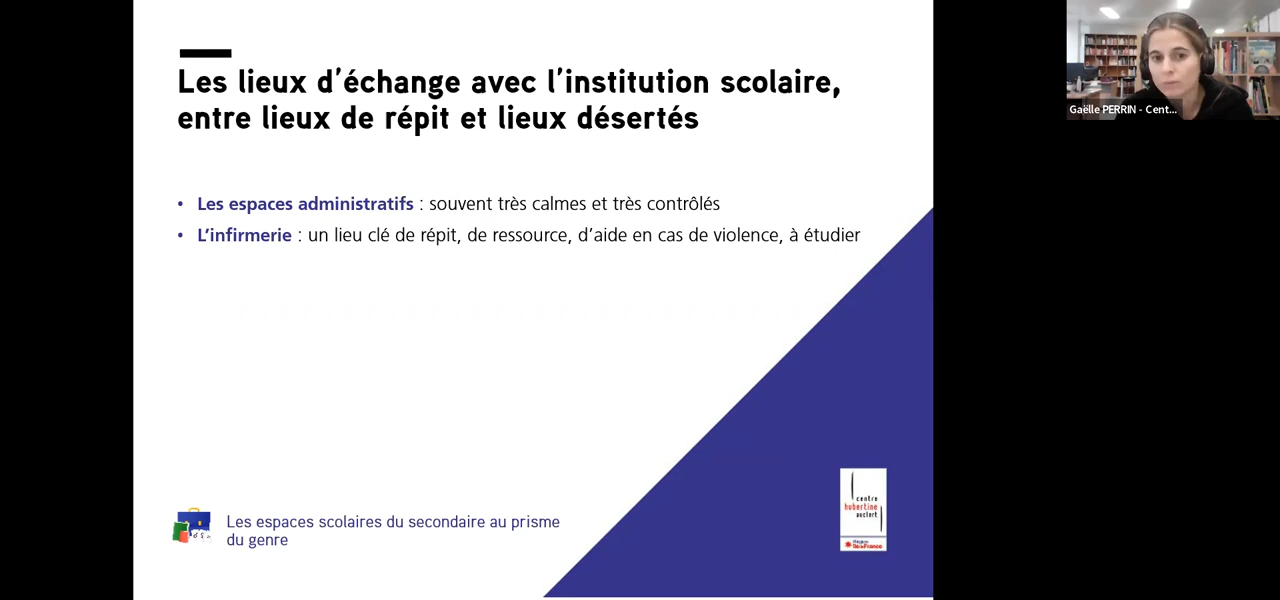 Les lieux d’échange avec l’institution scolaire,
entre lieux de répit et lieux désertés
• Les espaces administratifs : souvent très calmes et très contrôlés
• L’infirmerie : un lieu clé de répit, de ressource, d’aide en cas de violence, à étudier
Les espaces scolaires du secondaire au prisme
du genre
centre
hubertine
auclert
Région
îledeFrance
Gaëlle PERRIN - Cent...